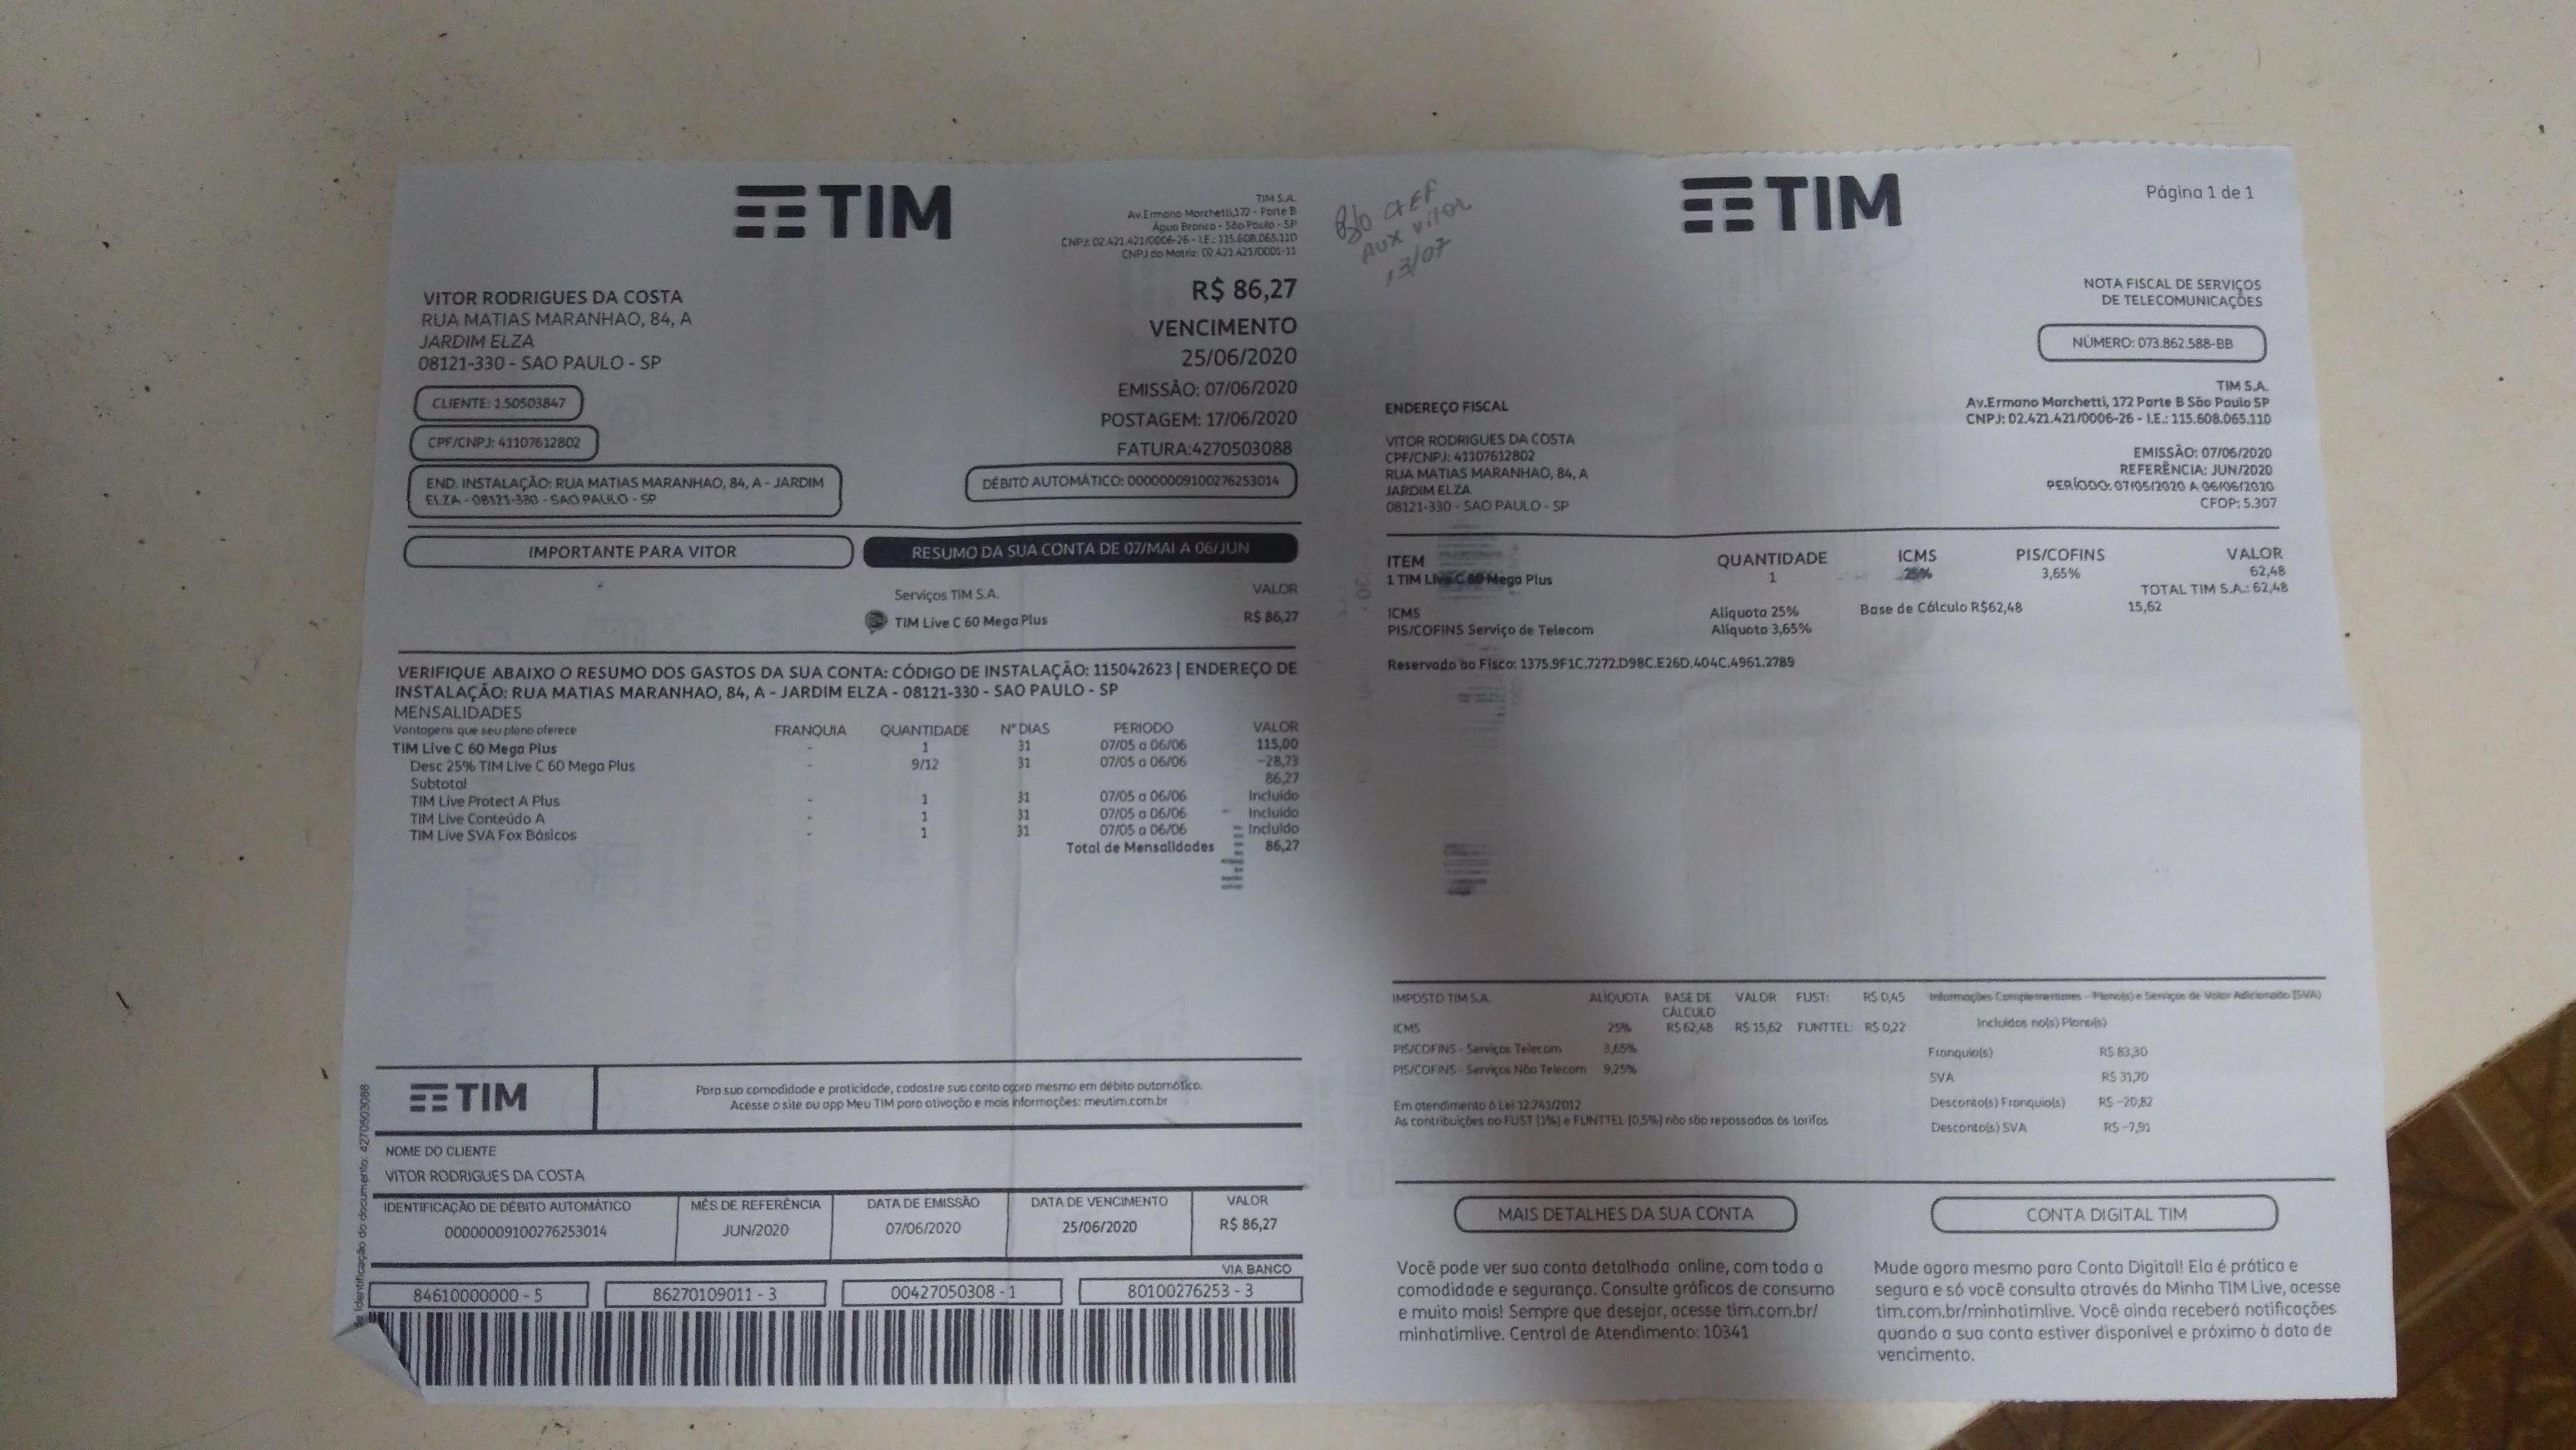 TIM
TIM S.A.
Av.Ermano Marchetti,172 - Parte B
Água Branca - São Paulo - SP
CNPJ: 02.421.421/0006-26 - I.E.: 115.608.065.110
CNPJ da Matriz: 02.421.421/0001-11
VITOR RODRIGUES DA COSTA
RUA MATIAS MARANHAO, 84, A
JARDIM ELZA
08121-330 - SAO PAULO - SP
R$ 86,27
VENCIMENTO
25/06/2020
EMISSÃO: 07/06/2020
POSTAGEM: 17/06/2020
FATURA:4270503088
CLIENTE: 1.50503847
CPF/CNPJ: 41107612802
END. INSTALAÇÃO: RUA MATIAS MARANHAO, 84, A - JARDIM
ELZA - 08121-330 - SAO PAULO - SP
DÉBITO AUTOMÁTICO: 00000009100276253014
IMPORTANTE PARA VITOR
RESUMO DA SUA CONTA DE 07/MAI A 06/JUN
Serviços TIM S.A. VALOR
TIM Live C 60 Mega Plus R$ 86,27
VERIFIQUE ABAIXO O RESUMO DOS GASTOS DA SUA CONTA: CÓDIGO DE INSTALAÇÃO: 115042623 | ENDEREÇO DE
INSTALAÇÃO: RUA MATIAS MARANHAO, 84, A - JARDIM ELZA - 08121-330 - SAO PAULO - SP
MENSALIDADES
Vantagens que seu plano oferece FRANQUIA QUANTIDADE Nº DIAS PERIODO VALOR
TIM Live C 60 Mega Plus - 1 31 07/05 a 06/06 115,00
Desc 25% TIM Live C 60 Mega Plus - 9/12 31 07/05 a 06/06 -28,73
Subtotal 86,27
TIM Live Protect A Plus - 1 31 07/05 a 06/06 Incluído
TIM Live Conteúdo A - 1 31 07/05 a 06/06 Incluído
TIM Live SVA Fox Básicos - 1 31 07/05 a 06/06 Incluído
Total de Mensalidades 86,27
TIM
Para sua comodidade e praticidade, cadastre sua conta agora mesmo em débito automático.
Acesse o site ou app Meu TIM para ativação e mais informações: meutim.com.br
NOME DO CLIENTE
VITOR RODRIGUES DA COSTA
IDENTIFICAÇÃO DE DÉBITO AUTOMÁTICO MÊS DE REFERÊNCIA DATA DE EMISSÃO DATA DE VENCIMENTO VALOR
00000009100276253014 JUN/2020 07/06/2020 25/06/2020 R$ 86,27
VIA BANCO
84610000000 - 5 86270109011 - 3 00427050308 - 1 80100276253 - 3
Identificação do documento: 4270503088
Aux Vitor
13/07
TIM
Página 1 de 1
NOTA FISCAL DE SERVIÇOS
DE TELECOMUNICAÇÕES
NÚMERO: 073.862.588-BB
TIM S.A.
Av.Ermano Marchetti, 172 Parte B São Paulo SP
CNPJ: 02.421.421/0006-26 - I.E.: 115.608.065.110
ENDEREÇO FISCAL
VITOR RODRIGUES DA COSTA
CPF/CNPJ: 41107612802
RUA MATIAS MARANHAO, 84, A
JARDIM ELZA
08121-330 - SAO PAULO - SP
EMISSÃO: 07/06/2020
REFERÊNCIA: JUN/2020
PERÍODO: 07/05/2020 A 06/06/2020
CFOP: 5.307
ITEM QUANTIDADE ICMS PIS/COFINS VALOR
1 TIM Live C 60 Mega Plus 1 25% 3,65% 62,48
TOTAL TIM S.A.: 62,48
ICMS Alíquota 25% Base de Cálculo R$62,48 15,62
PIS/COFINS Serviço de Telecom Alíquota 3,65%
Reservado ao Fisco: 1375.9F1C.7272.D98C.E26D.404C.4961.2789
IMPOSTO TIM S.A. ALÍQUOTA BASE DE CÁLCULO VALOR FUST: R$ 0,45
ICMS 25% R$ 62,48 R$ 15,62 FUNTTEL: R$ 0,22
PIS/COFINS - Serviços Telecom 3,65%
PIS/COFINS - Serviços Não Telecom 9,25%
Em atendimento à Lei 12.741/2012
As contribuições ao FUST (1%) e FUNTTEL (0,5%) não são repassadas às tarifas
Informações Complementares - Plano(s) e Serviços de Valor Adicionado (SVA)
Incluídos no(s) Plano(s)
Franquia(s) R$ 83,30
SVA R$ 31,70
Desconto(s) Franquia(s) R$ -20,82
Desconto(s) SVA R$ -7,91
MAIS DETALHES DA SUA CONTA
Você pode ver sua conta detalhada online, com toda a
comodidade e segurança. Consulte gráficos de consumo
e muito mais! Sempre que desejar, acesse tim.com.br/
minhatimlive. Central de Atendimento: 10341
CONTA DIGITAL TIM
Mude agora mesmo para Conta Digital! Ela é prática e
segura e só você consulta através da Minha TIM Live, acesse
tim.com.br/minhatimlive. Você ainda receberá notificações
quando a sua conta estiver disponível e próximo à data de
vencimento.